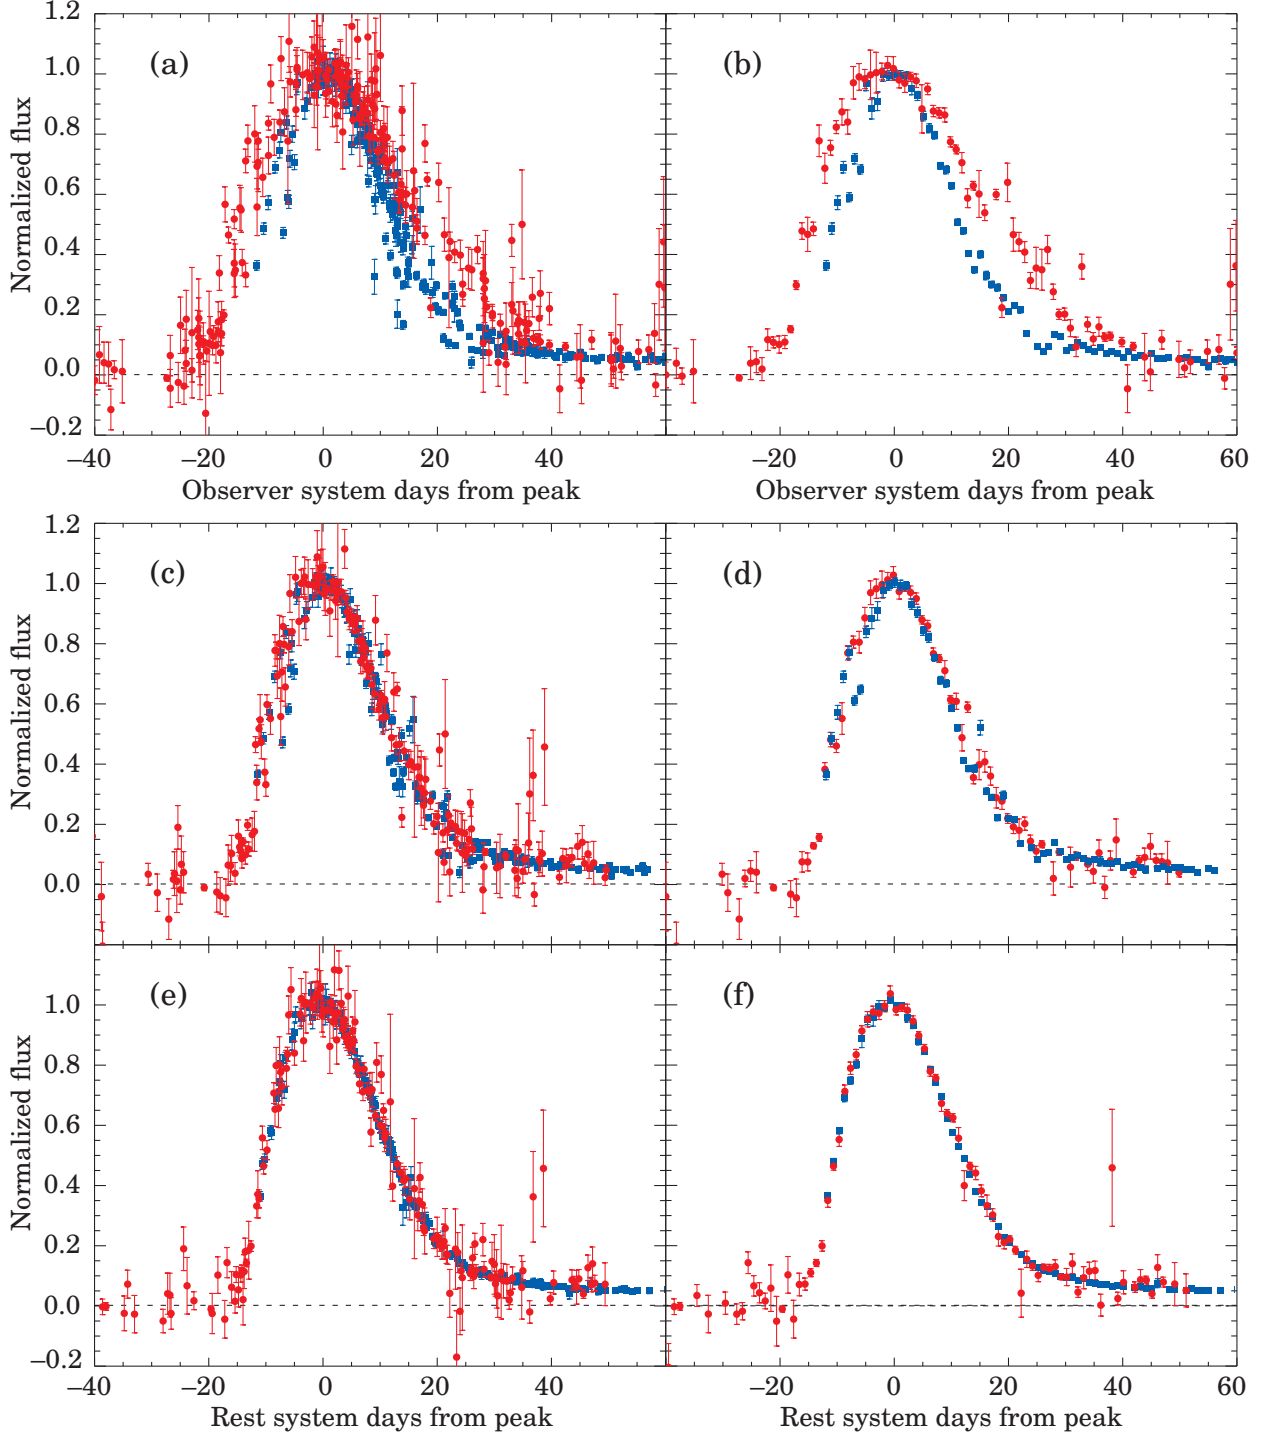 1.2
(a)
(b)
1.0
0.8
0.6
0.4
0.2
0.0
–0.2
Normalized flux
–40 –20 0 20 40 –20 0 20 40 60
Observer system days from peak Observer system days from peak
1.2
(c)
(d)
1.0
0.8
0.6
0.4
0.2
0.0
Normalized flux
(e)
(f)
1.0
0.8
0.6
0.4
0.2
0.0
–0.2
Normalized flux
–40 –20 0 20 40 –20 0 20 40 60
Rest system days from peak Rest system days from peak